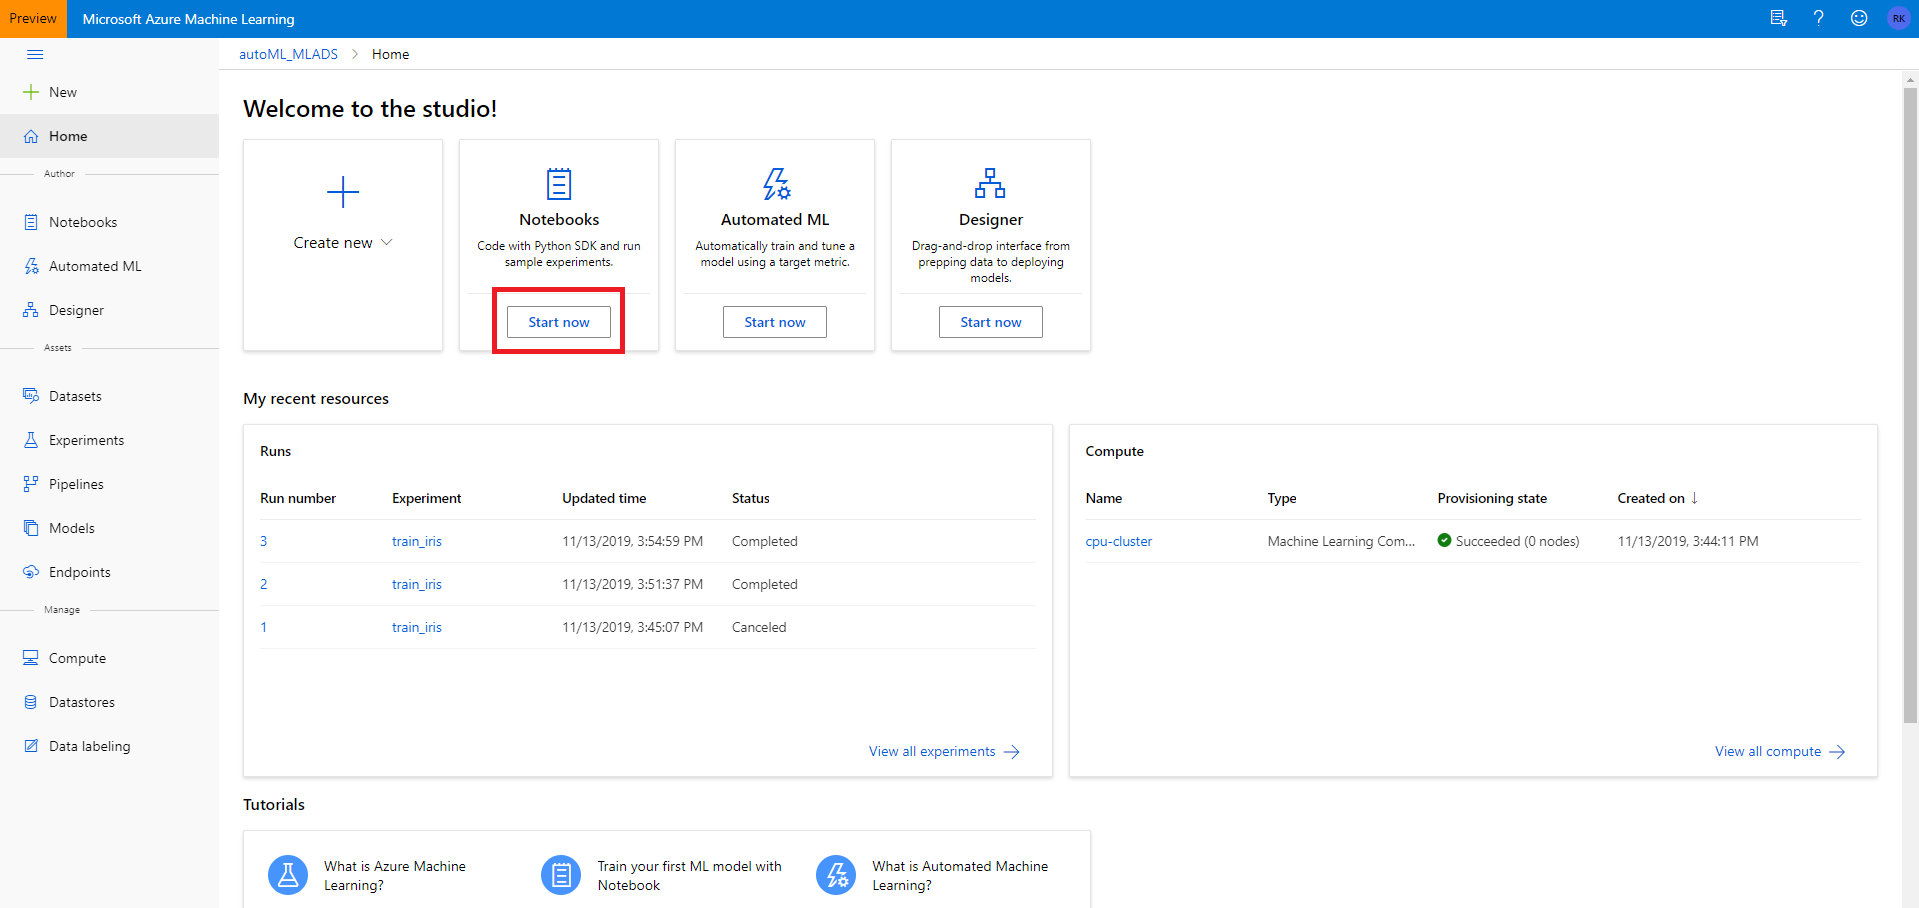 Preview
Microsoft Azure Machine Learning
RK
autoML_MLADS > Home
New
Home
Author
Notebooks
Automated ML
Designer
Assets
Datasets
Experiments
Pipelines
Models
Endpoints
Manage
Compute
Datastores
Data labeling
Welcome to the studio!
Create new
Notebooks
Code with Python SDK and run
sample experiments.
Start now
Automated ML
Automatically train and tune a
model using a target metric.
Start now
Designer
Drag-and-drop interface from
prepping data to deploying
models.
Start now
My recent resources
Runs
Run number Experiment Updated time Status
3 train_iris 11/13/2019, 3:54:59 PM Completed
2 train_iris 11/13/2019, 3:51:37 PM Completed
1 train_iris 11/13/2019, 3:45:07 PM Canceled
View all experiments
Compute
Name Type Provisioning state Created on ↓
cpu-cluster Machine Learning Com... Succeeded (0 nodes) 11/13/2019, 3:44:11 PM
View all compute
Tutorials
What is Azure Machine
Learning?
Train your first ML model with
Notebook
What is Automated Machine
Learning?